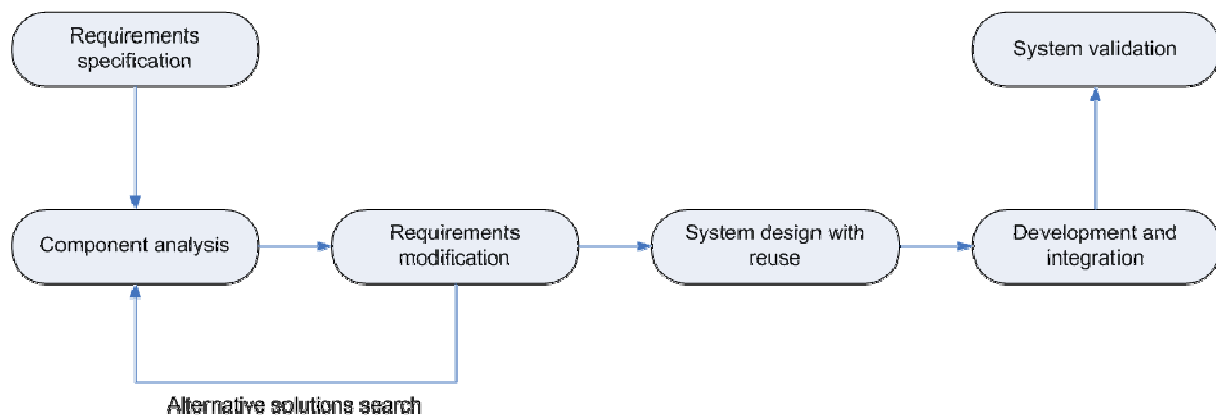 Requirements
specification
System validation
Component analysis
Requirements
modification
System design with
reuse
Development and
integration
Alternative solutions search